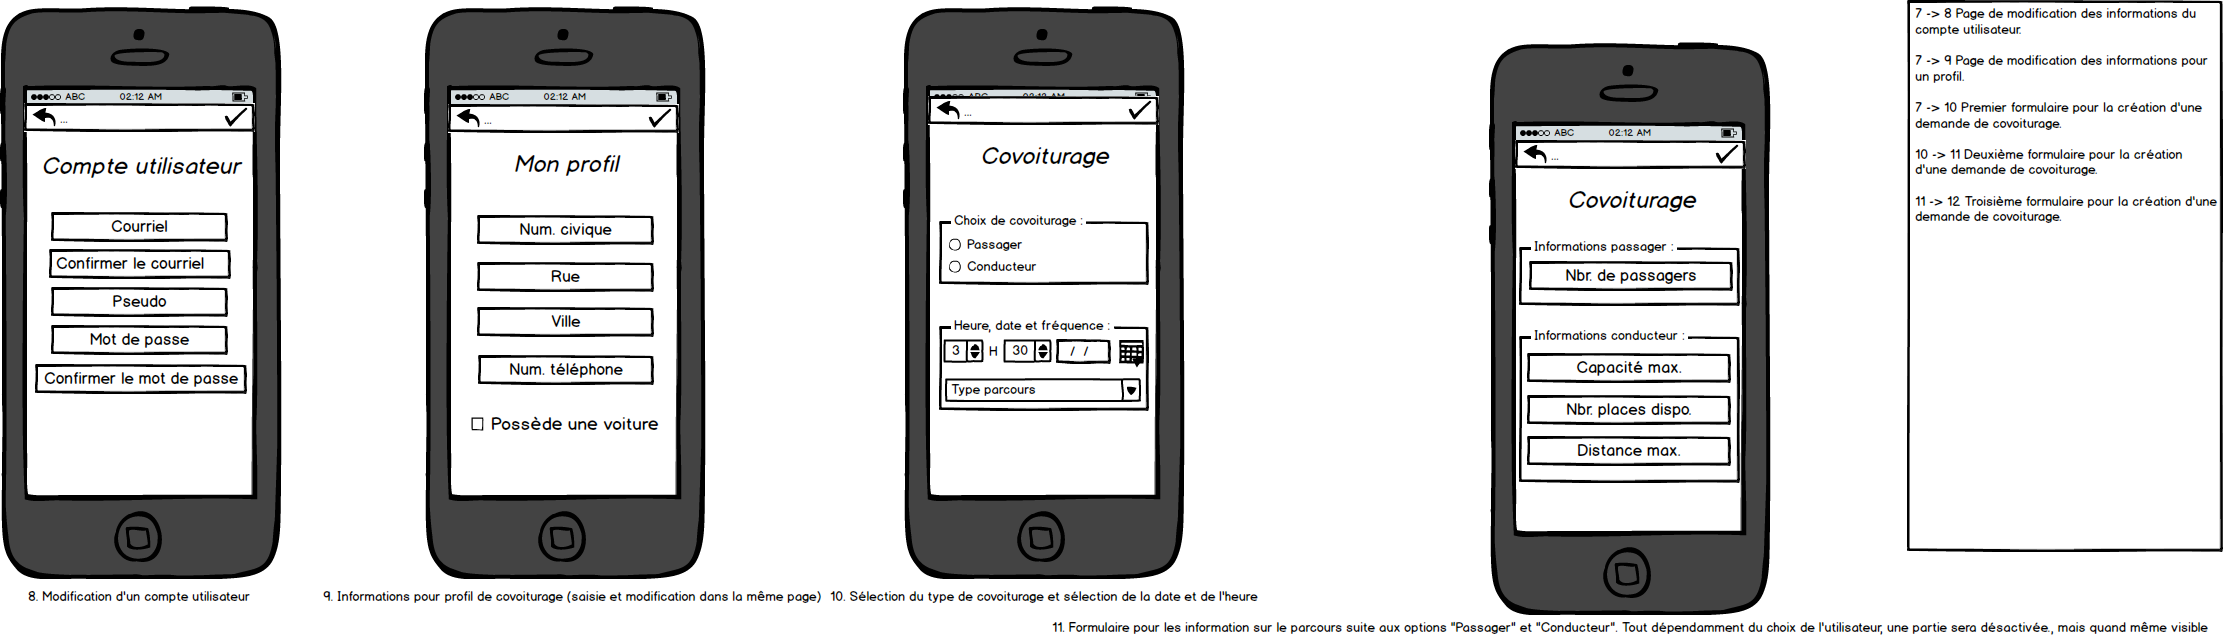 ABC 02:12 AM
...
Compte utilisateur
Courriel
Confirmer le courriel
Pseudo
Mot de passe
Confirmer le mot de passe
8. Modification d'un compte utilisateur
ABC 02:12 AM
...
Mon profil
Num. civique
Rue
Ville
Num. téléphone
Possède une voiture
9. Informations pour profil de covoiturage (saisie et modification dans la même page)
ABC 02:12 AM
...
Covoiturage
Choix de covoiturage :
Passager
Conducteur
Heure, date et fréquence :
3 H 30 / /
Type parcours
10. Sélection du type de covoiturage et sélection de la date et de l'heure
ABC 02:12 AM
...
Covoiturage
Informations passager :
Nbr. de passagers
Informations conducteur :
Capacité max.
Nbr. places dispo.
Distance max.
11. Formulaire pour les information sur le parcours suite aux options "Passager" et "Conducteur". Tout dépendamment du choix de l'utilisateur, une partie sera désactivée., mais quand même visible
7 -> 8 Page de modification des informations du
compte utilisateur.
7 -> 9 Page de modification des informations pour
un profil.
7 -> 10 Premier formulaire pour la création d'une
demande de covoiturage.
10 -> 11 Deuxième formulaire pour la création
d'une demande de covoiturage.
11 -> 12 Troisième formulaire pour la création d'une
demande de covoiturage.